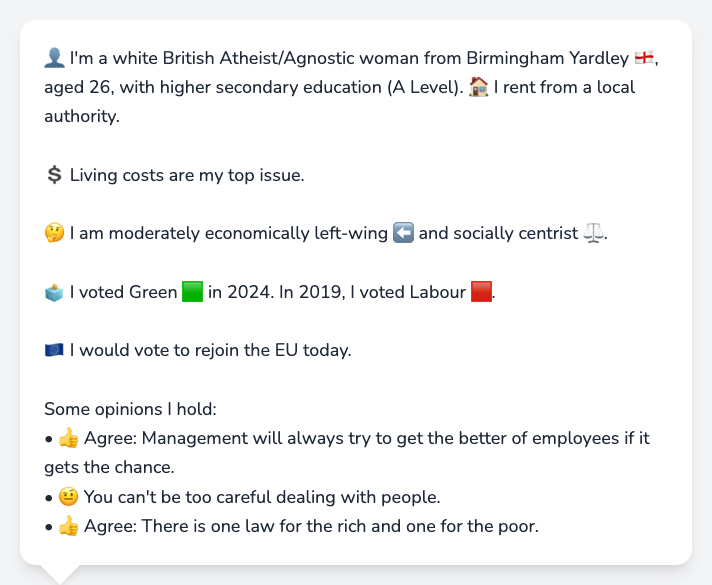 👤 I'm a white British Atheist/Agnostic woman from Birmingham Yardley 🏴󠁧󠁢󠁥󠁮󠁧󠁿,
aged 26, with higher secondary education (A Level). 🏠 I rent from a local
authority.
💲 Living costs are my top issue.
🤔 I am moderately economically left-wing ⬅️ and socially centrist ⚖️.
🗳️ I voted Green 🟩 in 2024. In 2019, I voted Labour 🟥.
🇪🇺 I would vote to rejoin the EU today.
Some opinions I hold:
• 👍 Agree: Management will always try to get the better of employees if it
gets the chance.
• 🤨 You can't be too careful dealing with people.
• 👍 Agree: There is one law for the rich and one for the poor.